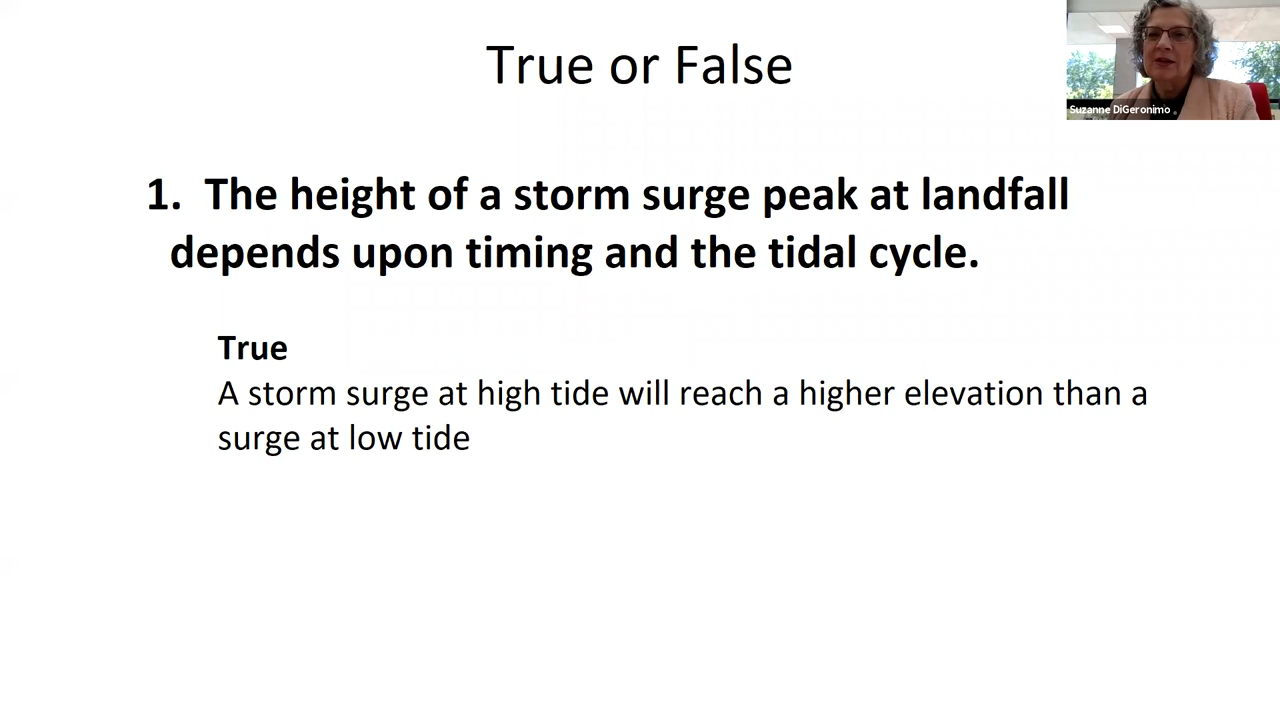 True or False
Suzanne DiGeronimo
1. The height of a storm surge peak at landfall
depends upon timing and the tidal cycle.
True
A storm surge at high tide will reach a higher elevation than a
surge at low tide